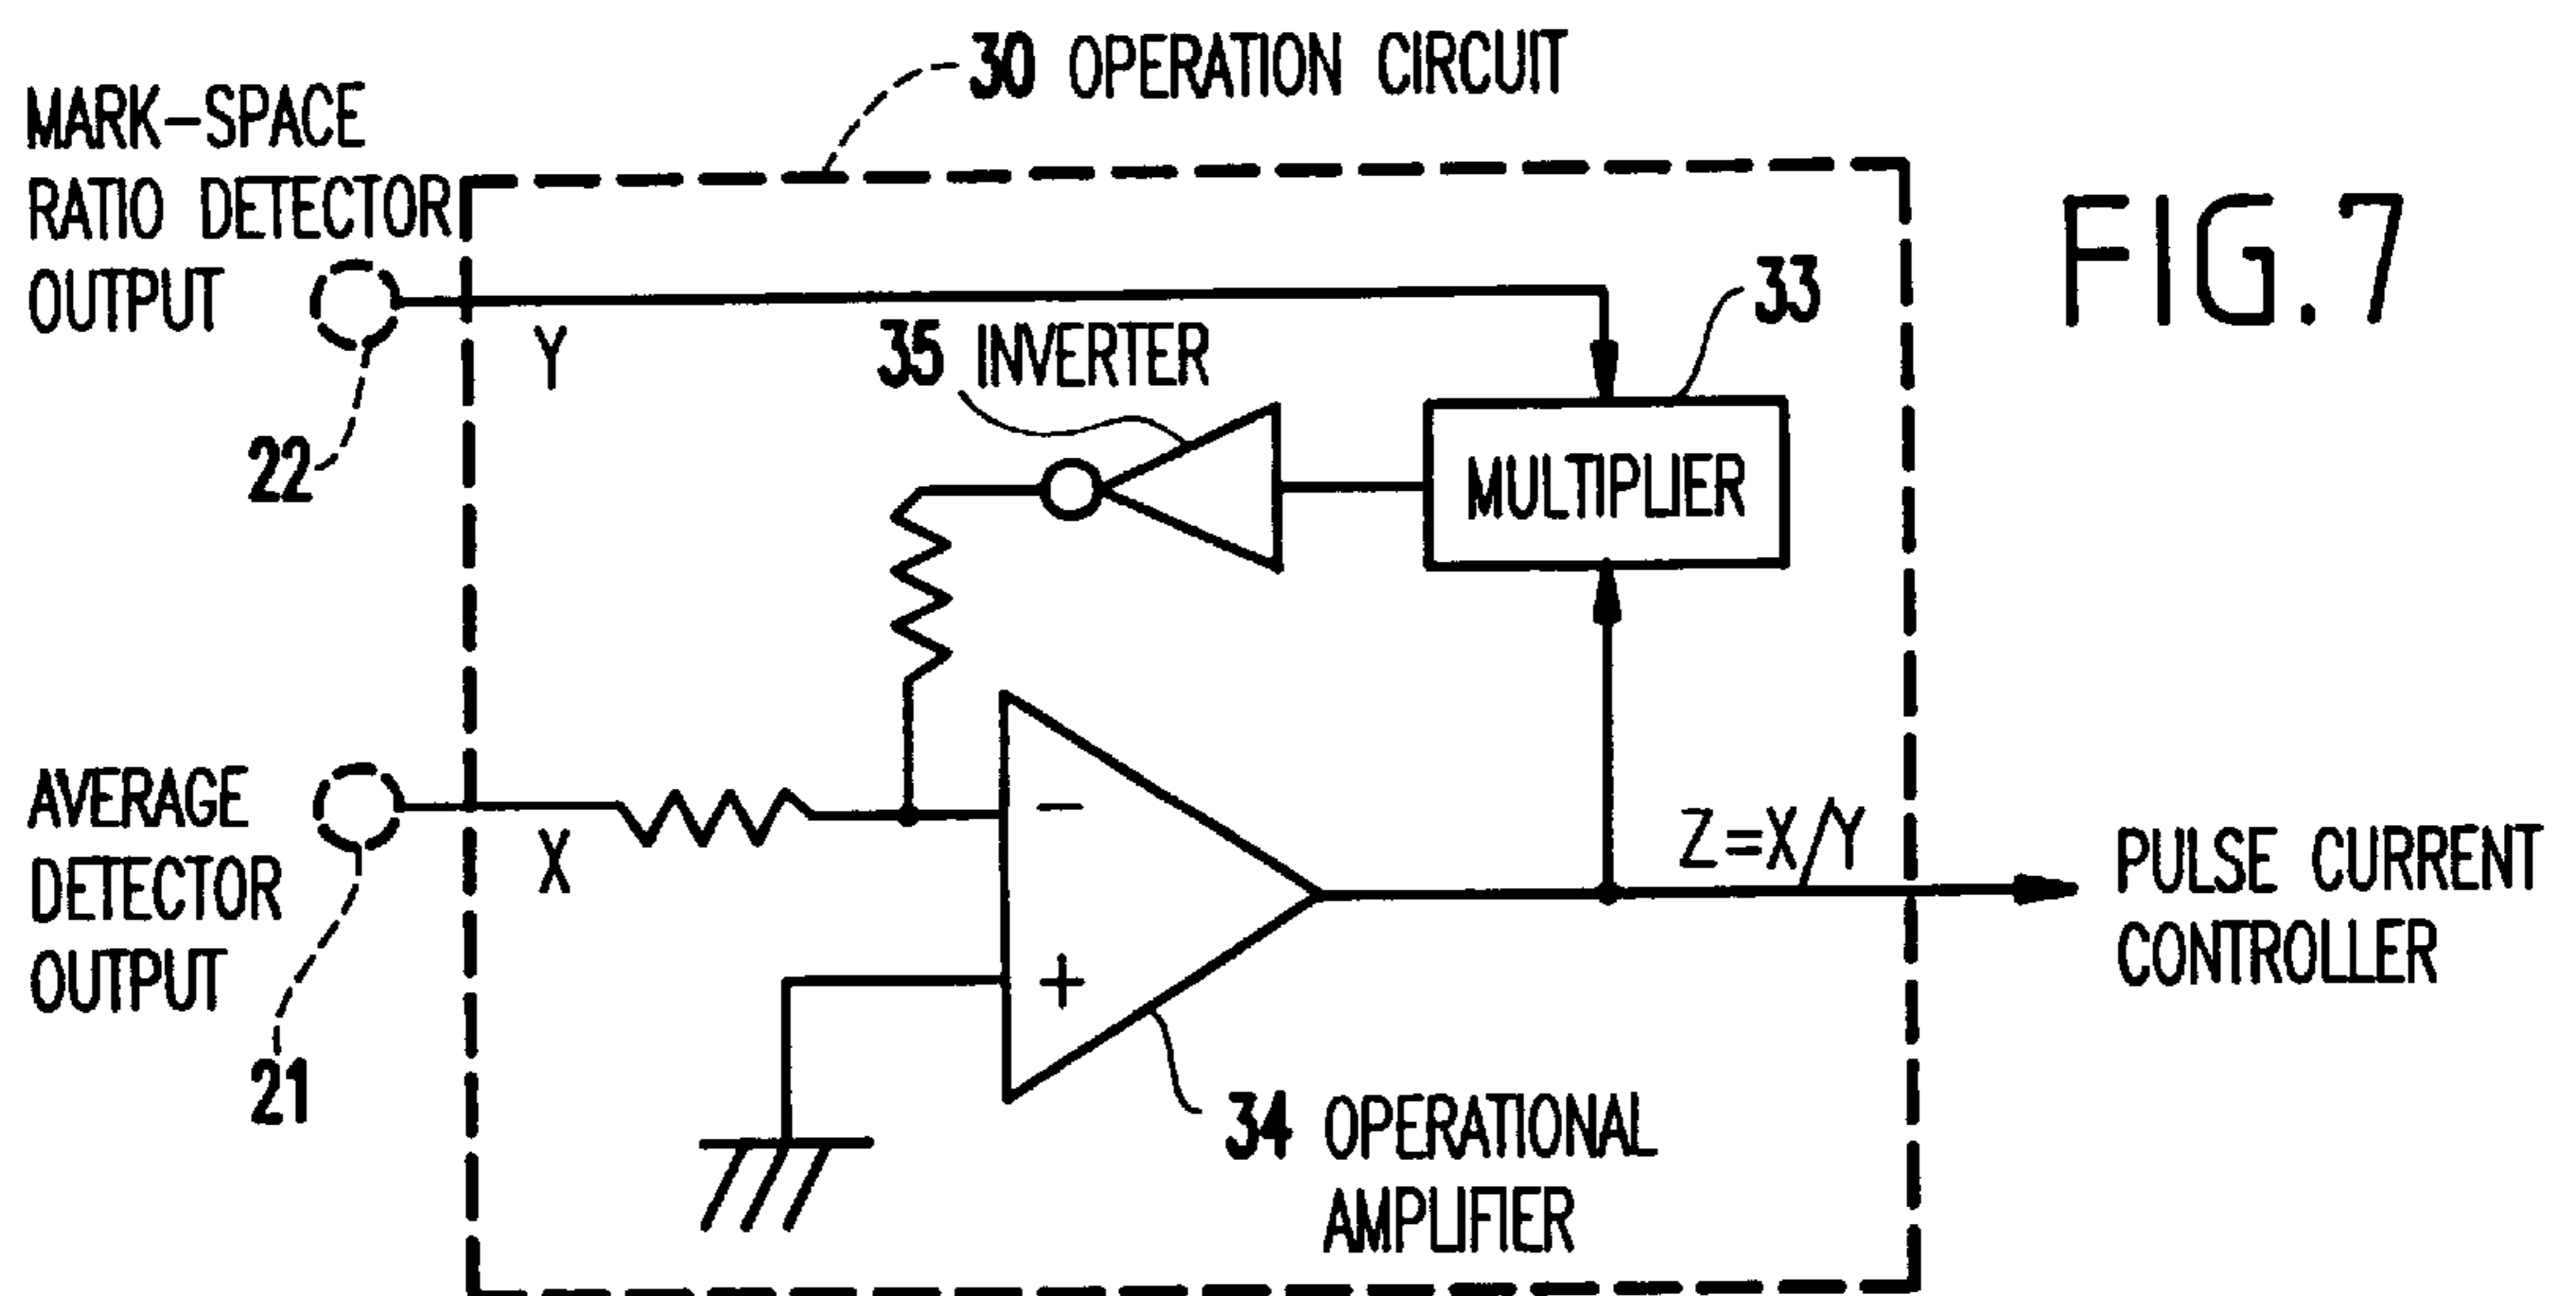 30 OPERATION CIRCUIT
MARK-SPACE
RATIO DETECTOR
OUTPUT
FIG.7
33
Y
35 INVERTER
22
MULTIPLIER
AVERAGE
DETECTOR
OUTPUT
X
−
+
Z=X/Y
PULSE CURRENT
CONTROLLER
21
34 OPERATIONAL
AMPLIFIER